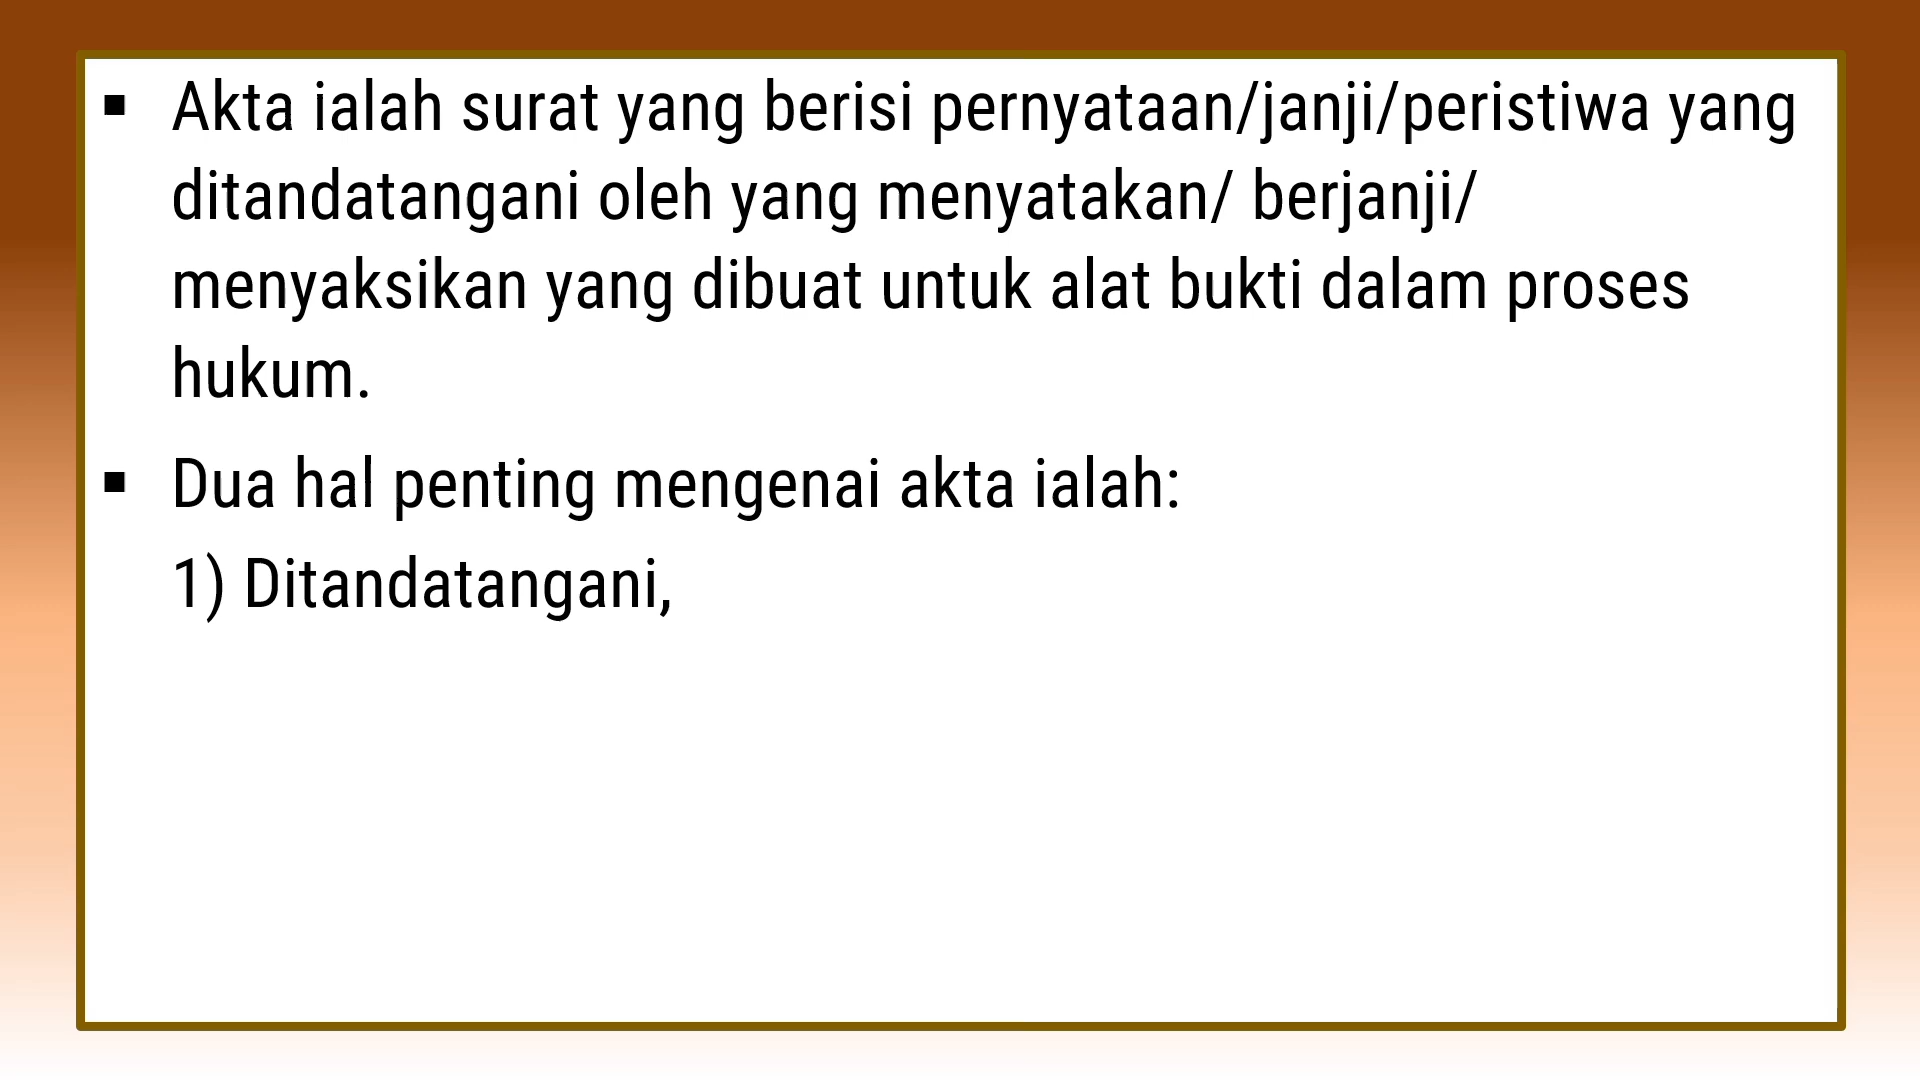 ▪ Akta ialah surat yang berisi pernyataan/janji/peristiwa yang
ditandatangani oleh yang menyatakan/ berjanji/
menyaksikan yang dibuat untuk alat bukti dalam proses
hukum.
▪ Dua hal penting mengenai akta ialah:
1) Ditandatangani,